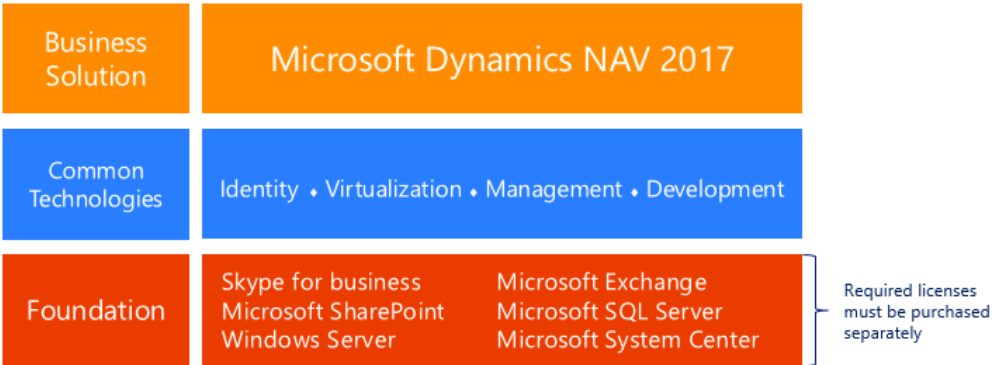 Business
Solution
Microsoft Dynamics NAV 2017
Common
Technologies
Identity ⬧ Virtualization ⬧ Management ⬧ Development
Foundation
Skype for business
Microsoft SharePoint
Windows Server
Microsoft Exchange
Microsoft SQL Server
Microsoft System Center
Required licenses
must be purchased
separately